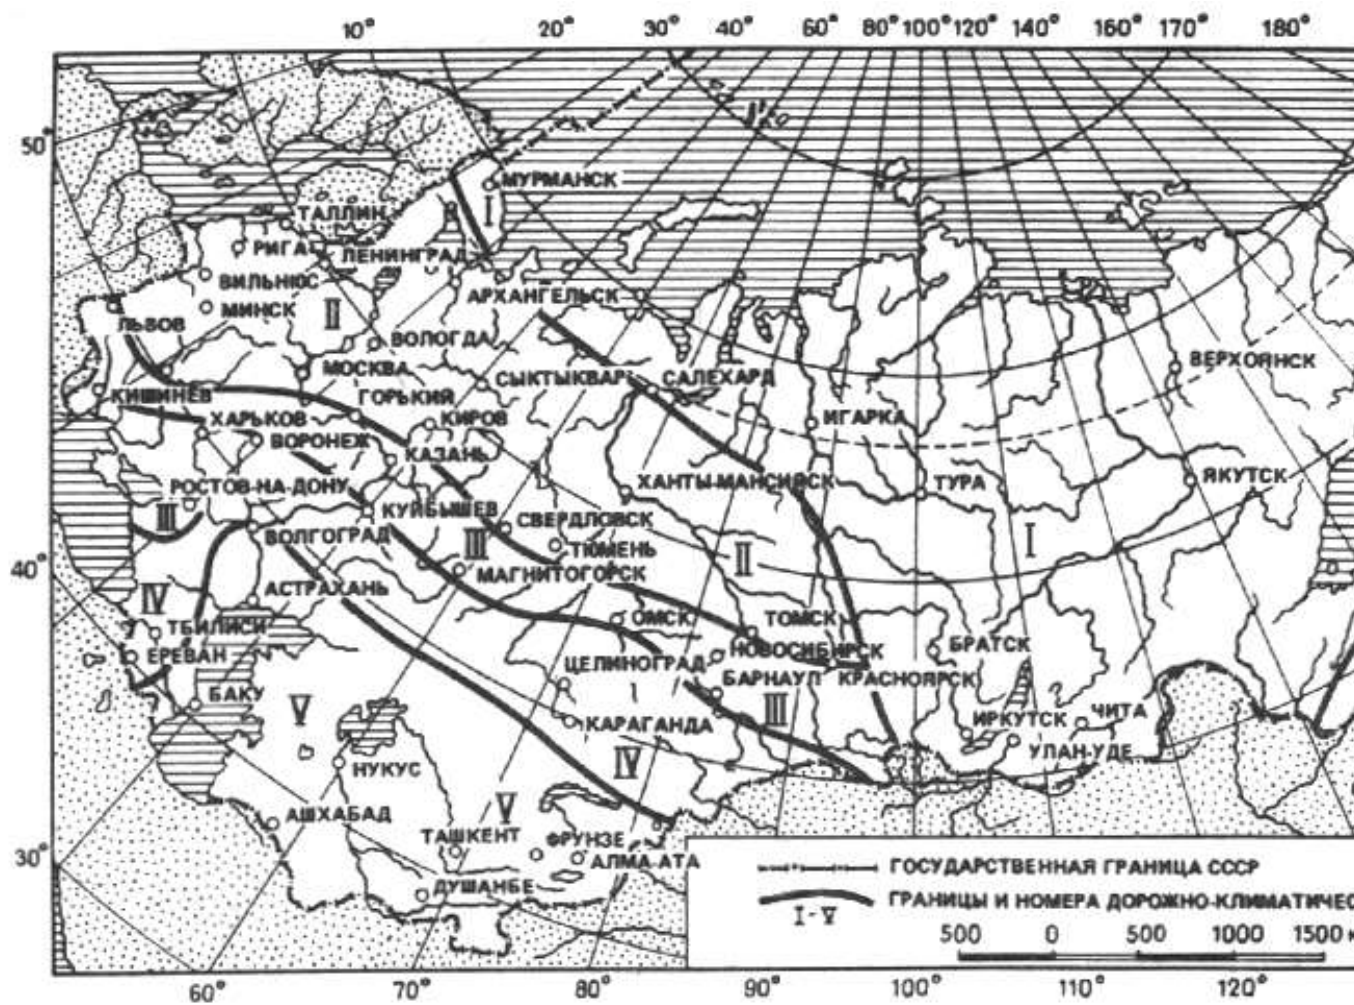 10° 20° 30° 40° 60° 80° 100° 120° 140° 160° 170° 180°
50°
МУРМАНСК
I
ТАЛЛИН
РИГА
ЛЕНИНГРАД
ВИЛЬНЮС
АРХАНГЕЛЬСК
МИНСК
II
ЛЬВОВ
ВОЛОГДА
МОСКВА
СЫКТЫКВАР
САЛЕХАРД
ВЕРХОЯНСК
КИШИНЕВ
ГОРЬКИЙ
ИГАРКА
ХАРЬКОВ
КИРОВ
ВОРОНЕЖ
КАЗАНЬ
РОСТОВ-НА-ДОНУ
ХАНТЫ-МАНСИЙСК
ТУРА
ЯКУТСК
III
КУЙБЫШЕВ
СВЕРДЛОВСК
ВОЛГОГРАД
III
ТЮМЕНЬ
II
I
40°
МАГНИТОГОРСК
АСТРАХАНЬ
IV
ТБИЛИСИ
ОМСК
ТОМСК
ЕРЕВАН
НОВОСИБИРСК
БРАТСК
ЦЕЛИНОГРАД
БАРНАУЛ
КРАСНОЯРСК
БАКУ
V
КАРАГАНДА
III
ИРКУТСК
ЧИТА
УЛАН-УДЕ
НУКУС
IV
АШХАБАД
V
ТАШКЕНТ
ФРУНЗЕ
АЛМА-АТА
30°
ДУШАНБЕ
ГОСУДАРСТВЕННАЯ ГРАНИЦА СССР
ГРАНИЦЫ И НОМЕРА ДОРОЖНО-КЛИМАТИЧЕС
I-V
500 0 500 1000 1500 к
60° 70° 80° 90° 100° 110° 120°